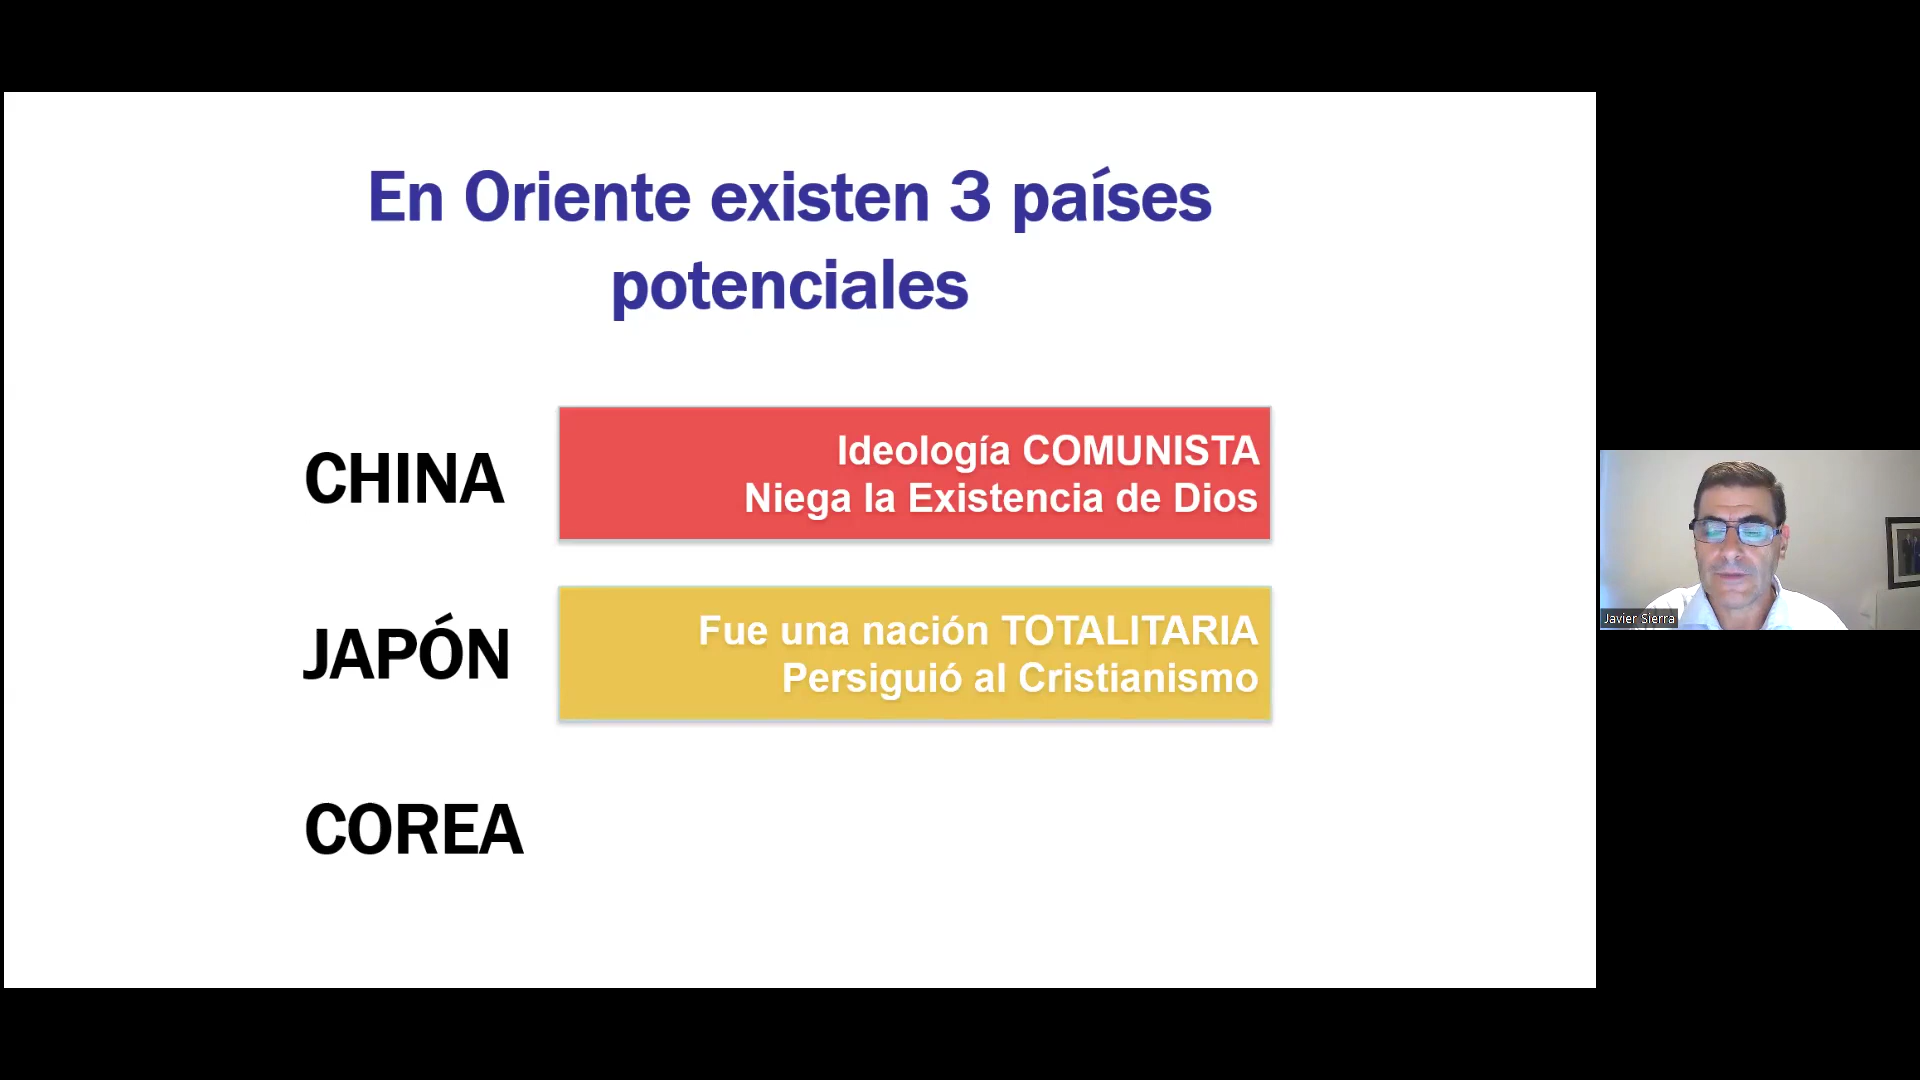 En Oriente existen 3 países
potenciales
CHINA
Ideología COMUNISTA
Niega la Existencia de Dios
JAPÓN
Fue una nación TOTALITARIA
Persiguió al Cristianismo
COREA
Javier Sierra